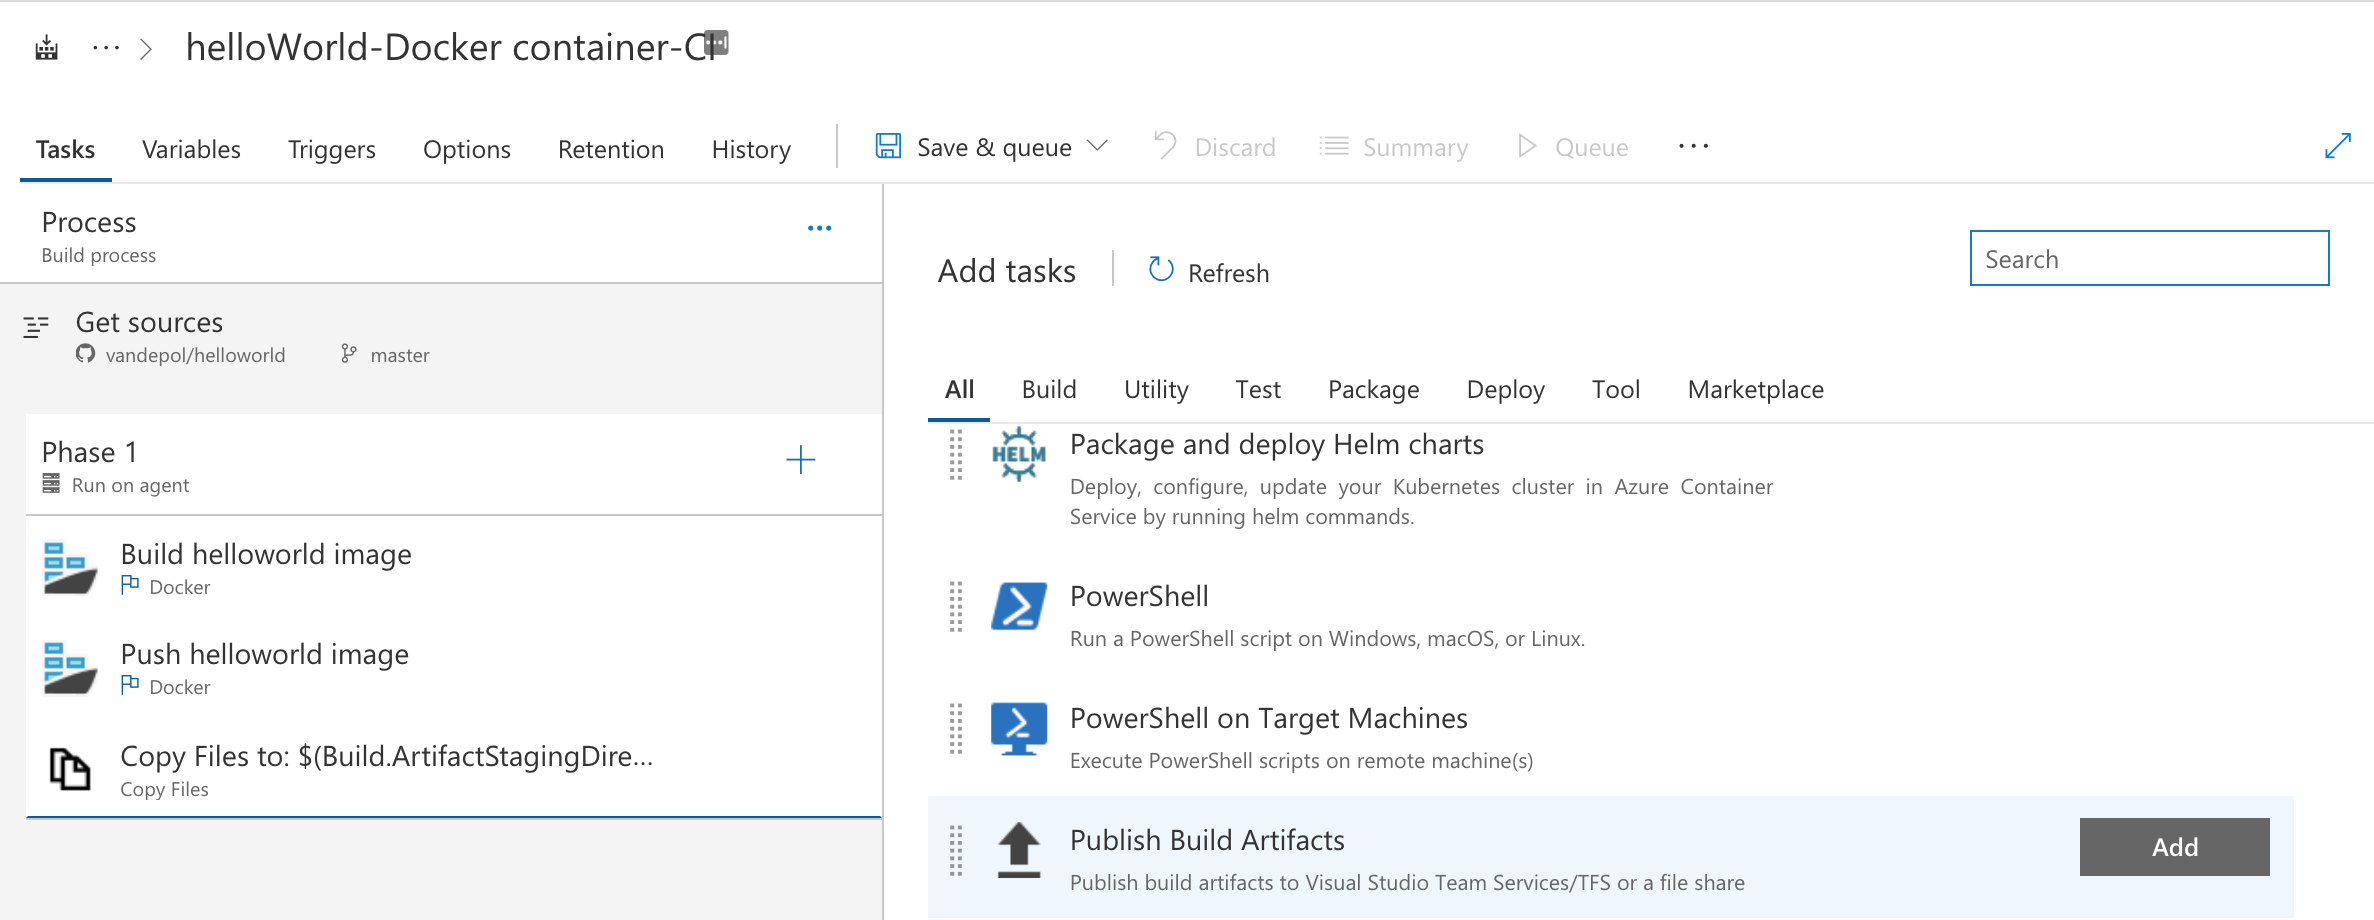 helloWorld-Docker container-CI
Tasks Variables Triggers Options Retention History Save & queue Discard Summary Queue
Process
Build process
Get sources
vandepol/helloworld master
Phase 1
Run on agent
Build helloworld image
Docker
Push helloworld image
Docker
Copy Files to: $(Build.ArtifactStagingDire...
Copy Files
Add tasks Refresh Search
All Build Utility Test Package Deploy Tool Marketplace
HELM
Package and deploy Helm charts
Deploy, configure, update your Kubernetes cluster in Azure Container
Service by running helm commands.
PowerShell
Run a PowerShell script on Windows, macOS, or Linux.
PowerShell on Target Machines
Execute PowerShell scripts on remote machine(s)
Publish Build Artifacts
Publish build artifacts to Visual Studio Team Services/TFS or a file share
Add